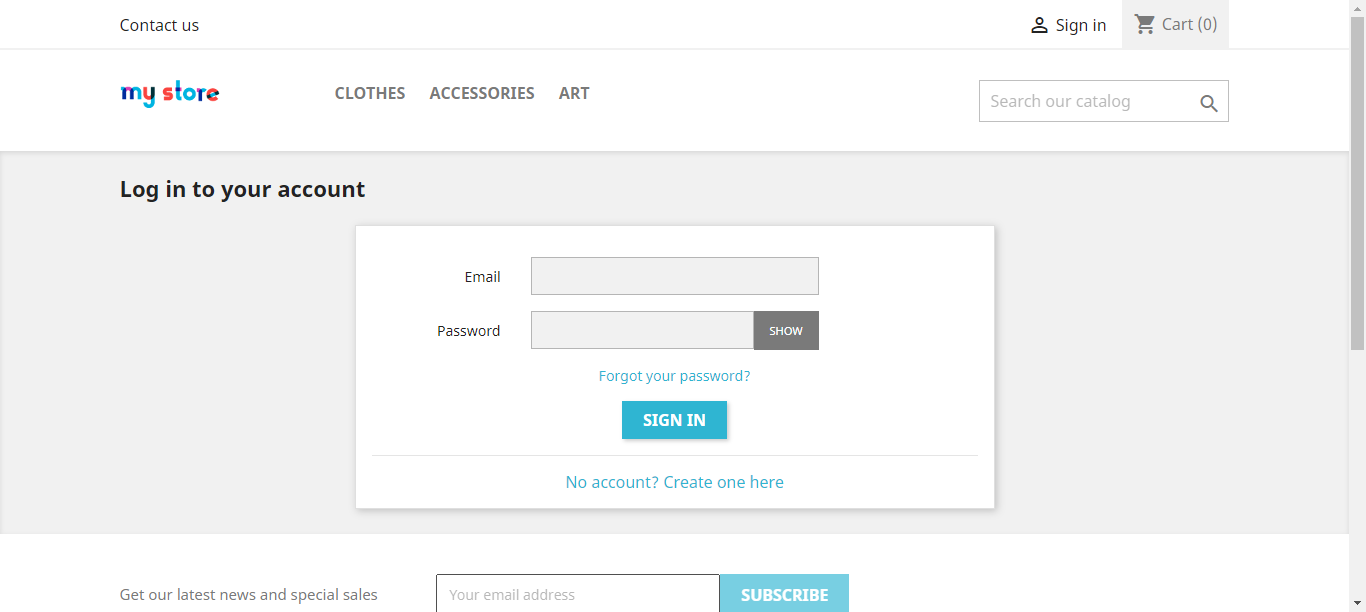 Contact us
Sign in
Cart (0)
my store
CLOTHES ACCESSORIES ART
Search our catalog
Log in to your account
Email
Password
SHOW
Forgot your password?
SIGN IN
No account? Create one here
Get our latest news and special sales
Your email address
SUBSCRIBE